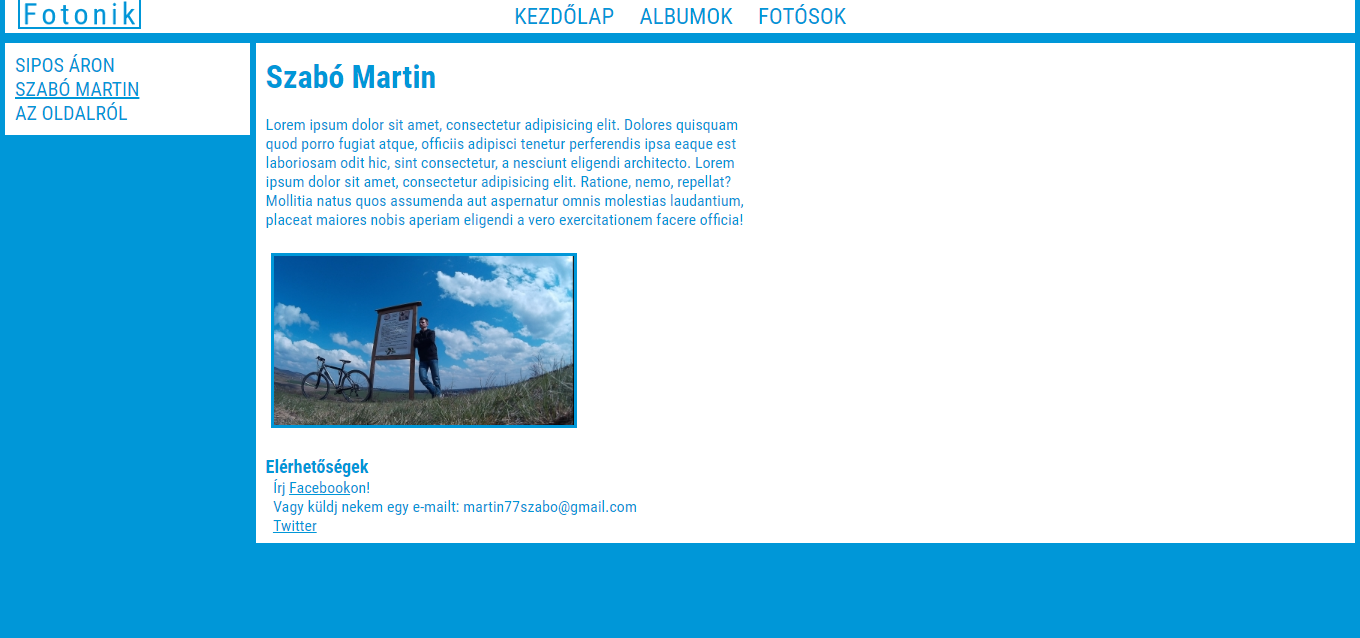 Fotonik
KEZDŐLAP ALBUMOK FOTÓSOK
SIPOS ÁRON
SZABÓ MARTIN
AZ OLDALRÓL
Szabó Martin
Lorem ipsum dolor sit amet, consectetur adipisicing elit. Dolores quisquam
quod porro fugiat atque, officiis adipisci tenetur perferendis ipsa eaque est
laboriosam odit hic, sint consectetur, a nesciunt eligendi architecto. Lorem
ipsum dolor sit amet, consectetur adipisicing elit. Ratione, nemo, repellat?
Mollitia natus quos assumenda aut aspernatur omnis molestias laudantium,
placeat maiores nobis aperiam eligendi a vero exercitationem facere officia!
Elérhetőségek
Írj Facebookon!
Vagy küldj nekem egy e-mailt: martin77szabo@gmail.com
Twitter